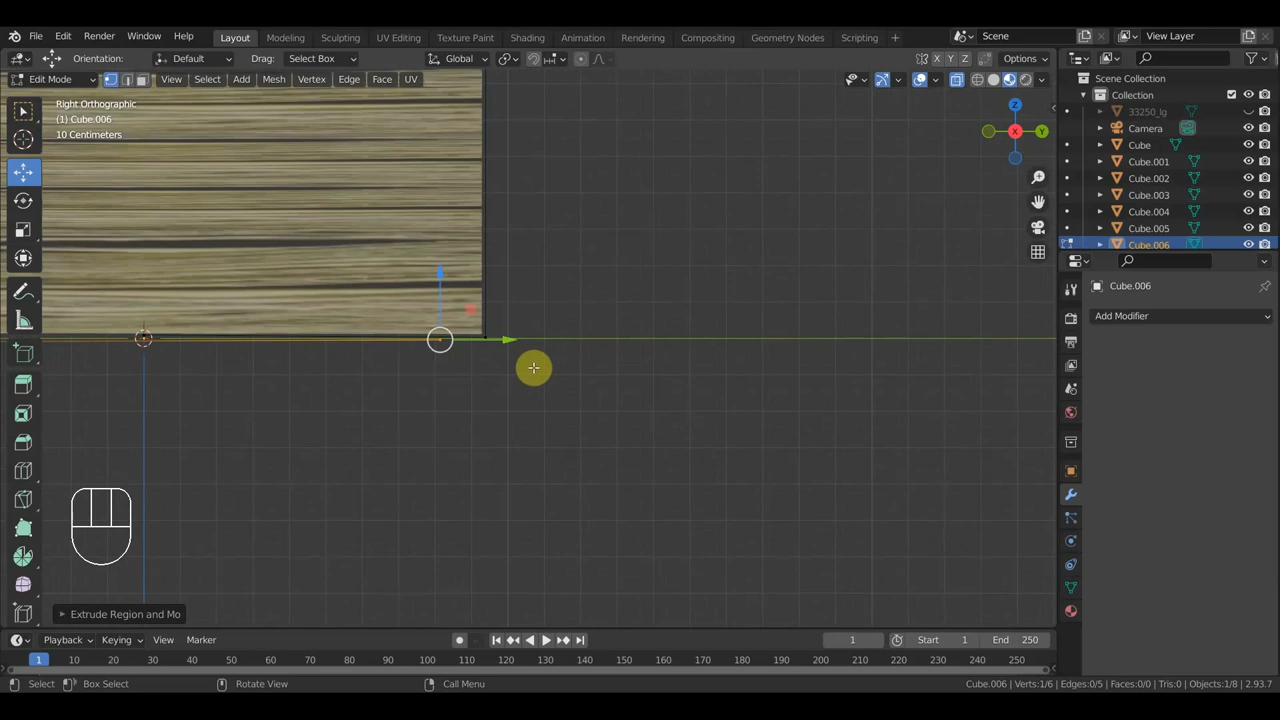 File Edit Render Window Help Layout Modeling Sculpting UV Editing Texture Paint Shading Animation Rendering Compositing Geometry Nodes Scripting + Scene View Layer
Orientation: Default Drag: Select Box Global X Y Z Options
Edit Mode View Select Add Mesh Vertex Edge Face UV
Right Orthographic
(1) Cube.006
10 Centimeters
Z
X
Y
Scene Collection
Collection
33250_lg
Camera
Cube
Cube.001
Cube.002
Cube.003
Cube.004
Cube.005
Cube.006
Cube.006
Add Modifier
Extrude Region and Mo
Playback Keying View Marker 1 Start 1 End 250
1 10 20 30 40 50 60 70 80 90 100 110 120 130 140 150 160 170 180 190 200 210 220 230 240 250
Select Box Select Rotate View Call Menu Cube.006 | Verts:1/6 | Edges:0/5 | Faces:0/0 | Tris:0 | Objects:1/8 | 2.93.7